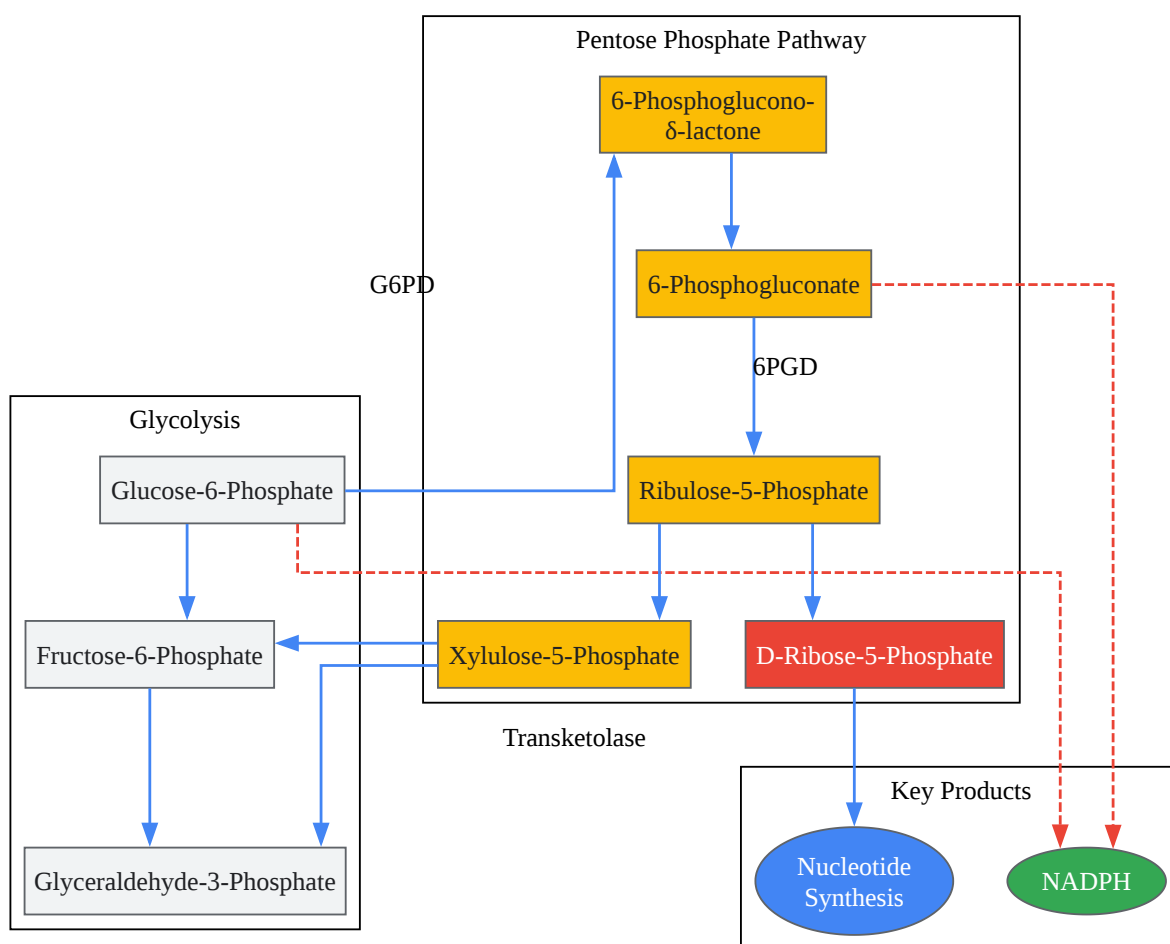 Pentose Phosphate Pathway
6-Phosphoglucono-
δ-lactone
G6PD
6-Phosphogluconate
6PGD
Glycolysis
Glucose-6-Phosphate
Ribulose-5-Phosphate
Fructose-6-Phosphate
Xylulose-5-Phosphate
D-Ribose-5-Phosphate
Transketolase
Key Products
Glyceraldehyde-3-Phosphate
Nucleotide
Synthesis
NADPH